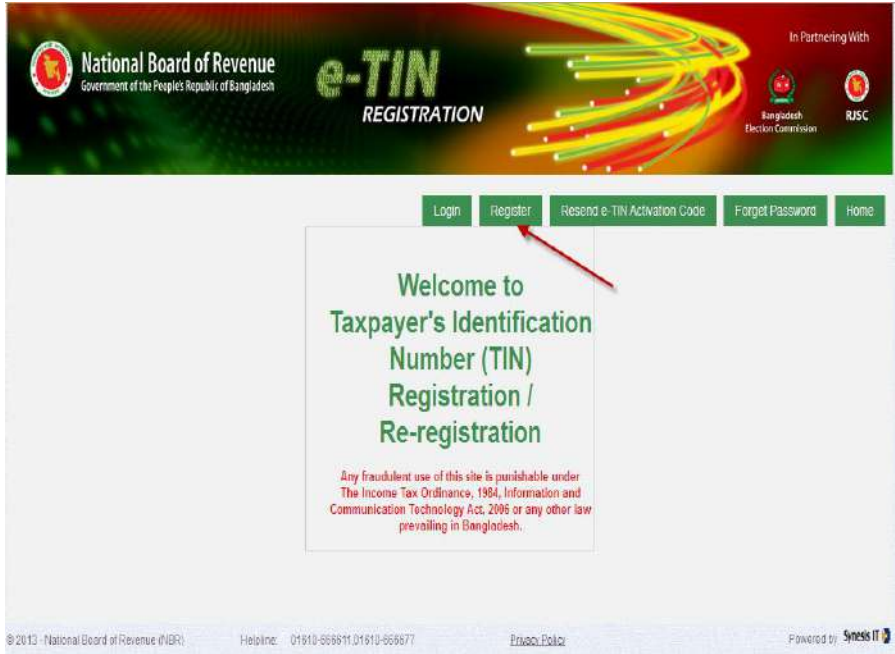 National Board of Revenue
Government of the People's Republic of Bangladesh
e-TIN
REGISTRATION
In Partnering With
Bangladesh
Election Commission
RJSC
Login
Register
Resend e-TIN Activation Code
Forget Password
Home
Welcome to
Taxpayer's Identification
Number (TIN)
Registration /
Re-registration
Any fraudulent use of this site is punishable under
The Income Tax Ordinance, 1984, Information and
Communication Technology Act, 2006 or any other law
prevailing in Bangladesh.
© 2013 - National Board of Revenue (NBR)
Helpline:
Privacy Policy
Powered by Synesis IT